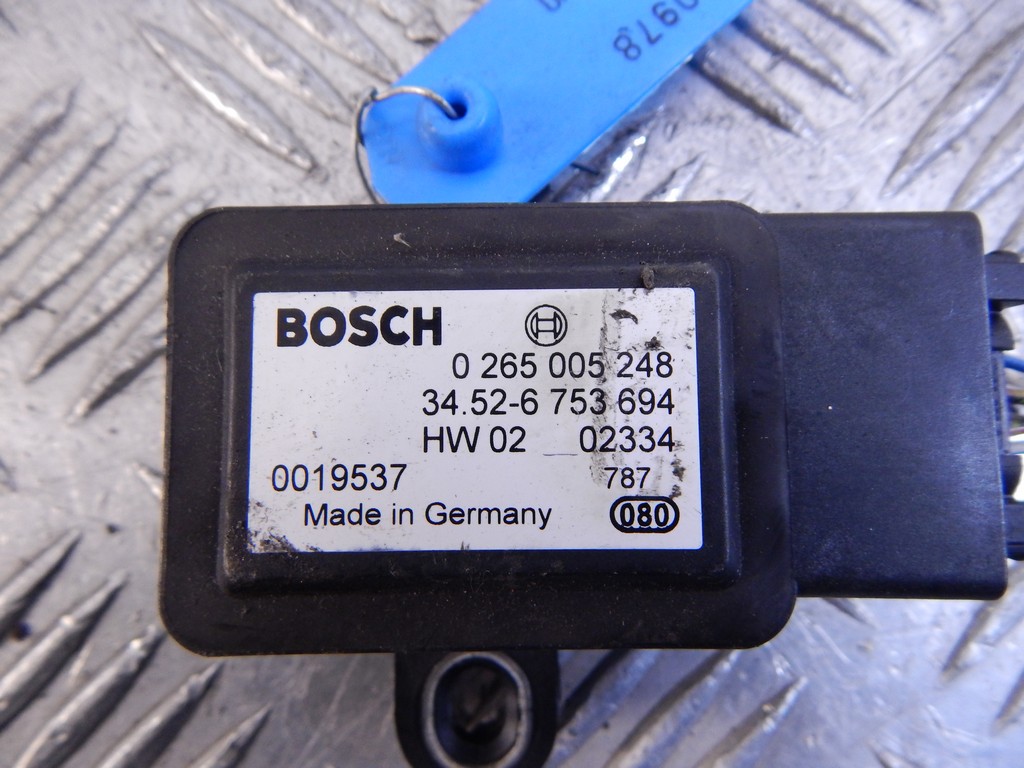 0978
BOSCH
0 265 005 248
34.52-6 753 694
HW 02 02334
0019537 787
Made in Germany 080